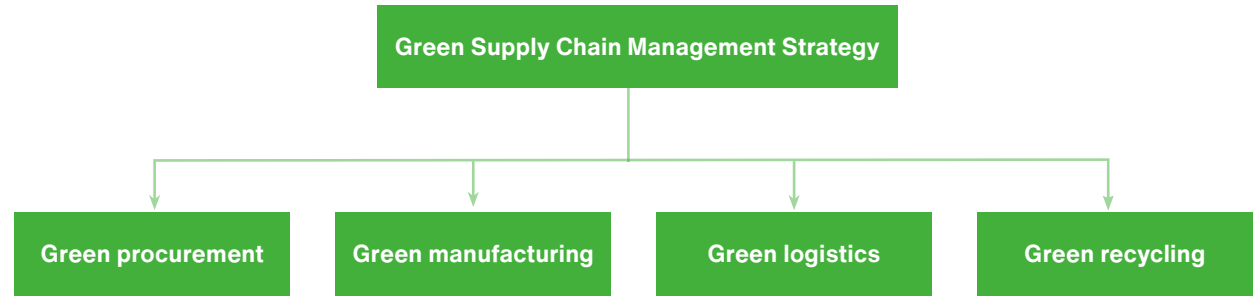 Green Supply Chain Management Strategy
Green procurement
Green manufacturing
Green logistics
Green recycling